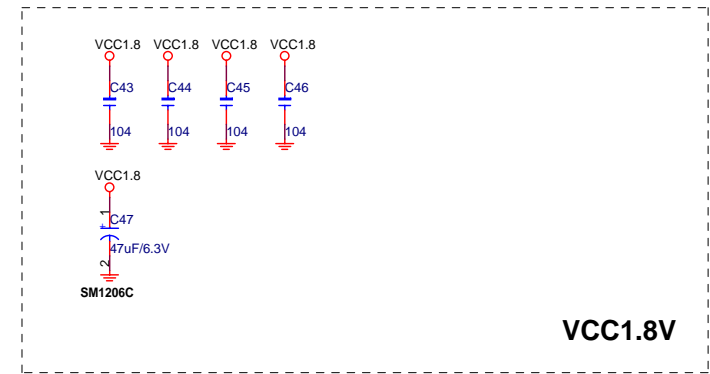 VCC1.8 VCC1.8 VCC1.8 VCC1.8
C43 C44 C45 C46
104 104 104 104
VCC1.8
1
+ C47
47uF/6.3V
2
SM1206C
VCC1.8V